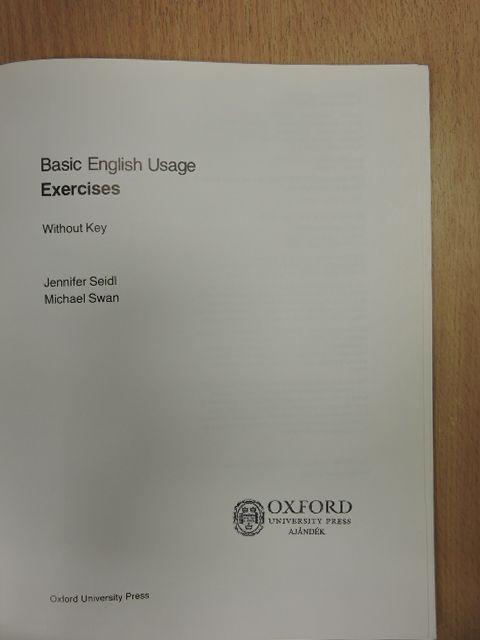 Basic English Usage
Exercises
Without Key
Jennifer Seidl
Michael Swan
OXFORD
UNIVERSITY PRESS
AJÁNDÉK
Oxford University Press